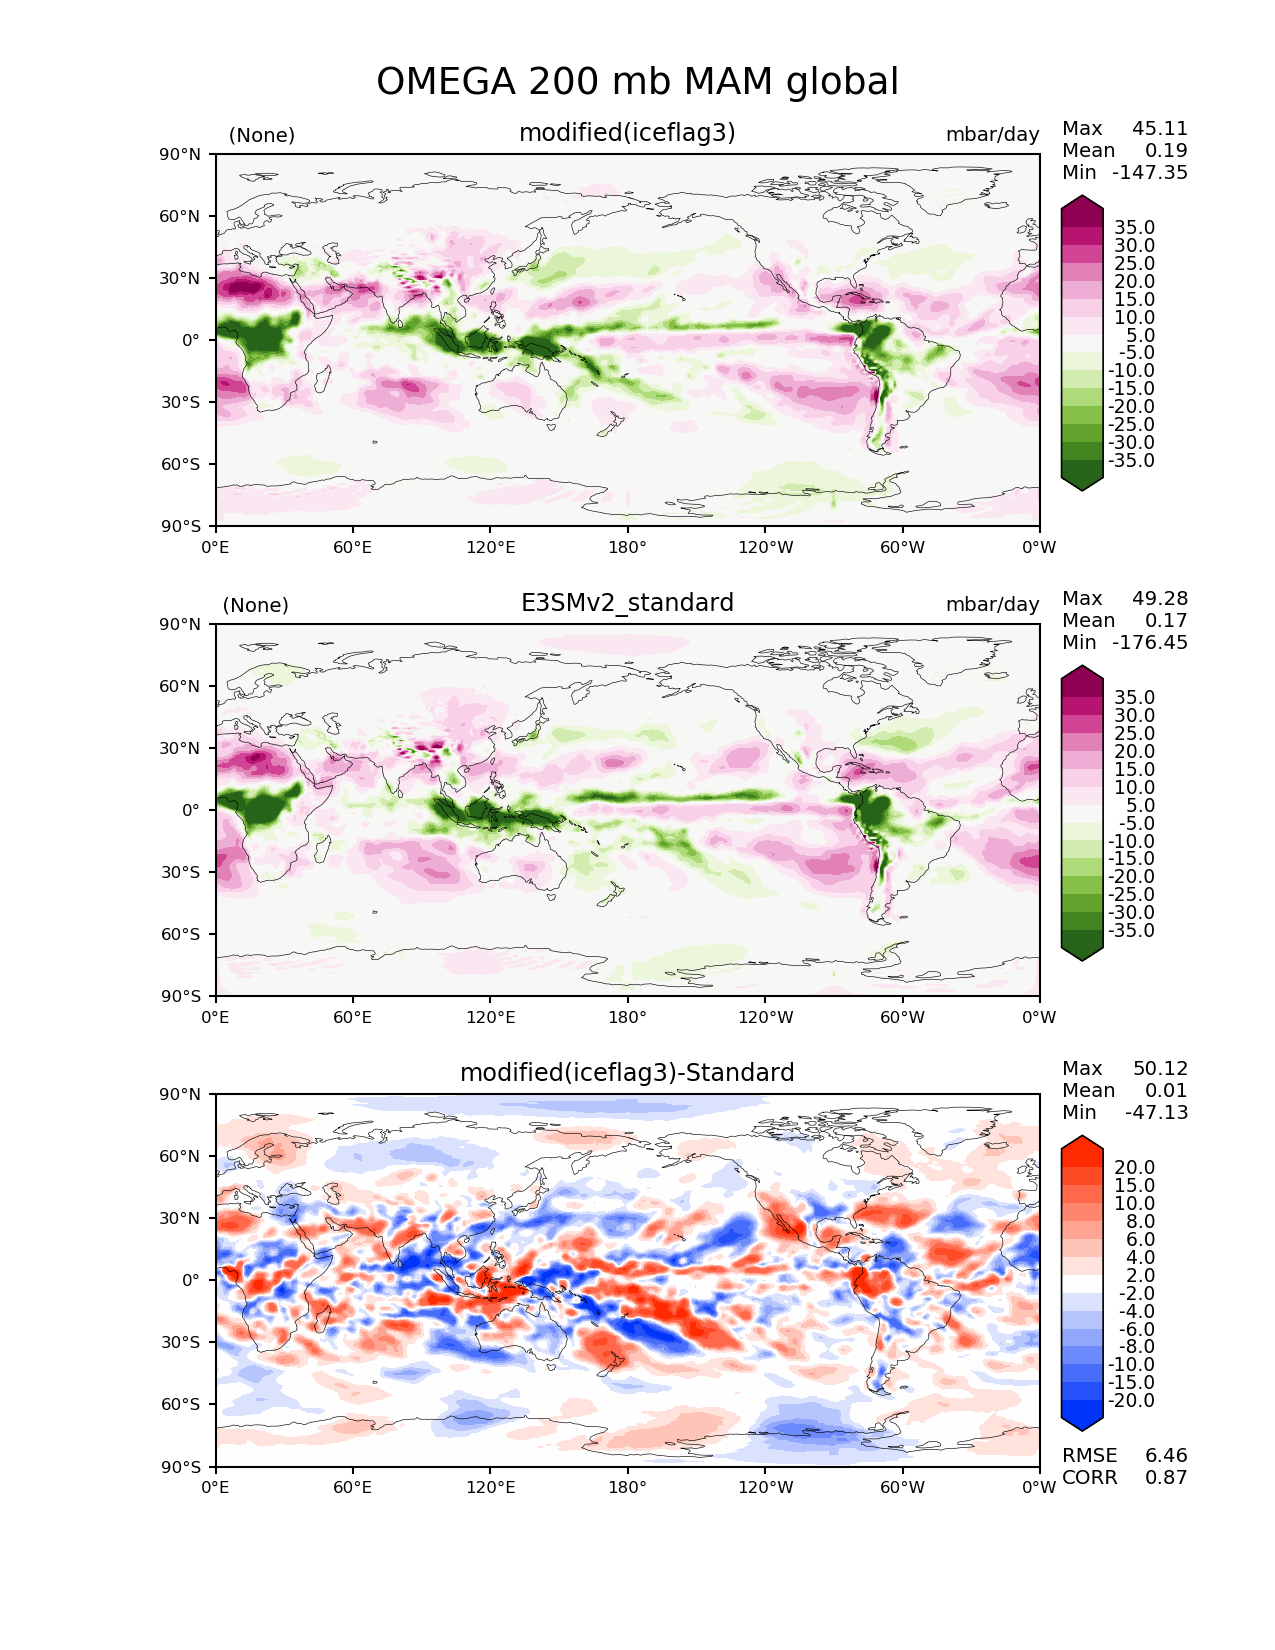 OMEGA 200 mb MAM global
(None) modified(iceflag3) mbar/day
Max 45.11
Mean 0.19
Min -147.35
90°N
60°N
30°N
0°
30°S
60°S
90°S
0°E 60°E 120°E 180° 120°W 60°W 0°W
35.0
30.0
25.0
20.0
15.0
10.0
5.0
-5.0
-10.0
-15.0
-20.0
-25.0
-30.0
-35.0
(None) E3SMv2_standard mbar/day
Max 49.28
Mean 0.17
Min -176.45
90°N
60°N
30°N
0°
30°S
60°S
90°S
0°E 60°E 120°E 180° 120°W 60°W 0°W
35.0
30.0
25.0
20.0
15.0
10.0
5.0
-5.0
-10.0
-15.0
-20.0
-25.0
-30.0
-35.0
modified(iceflag3)-Standard
Max 50.12
Mean 0.01
Min -47.13
90°N
60°N
30°N
0°
30°S
60°S
90°S
0°E 60°E 120°E 180° 120°W 60°W 0°W
20.0
15.0
10.0
8.0
6.0
4.0
2.0
-2.0
-4.0
-6.0
-8.0
-10.0
-15.0
-20.0
RMSE 6.46
CORR 0.87